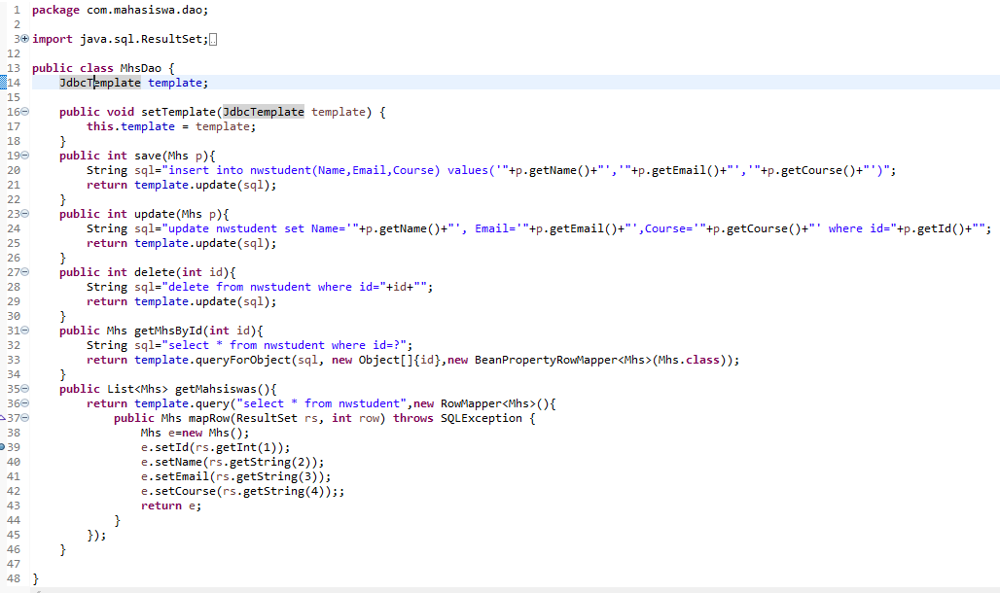 1 package com.mahasiswa.dao;
2
3 import java.sql.ResultSet;
12
13 public class MhsDao {
14 JdbcTemplate template;
15
16 public void setTemplate(JdbcTemplate template) {
17 this.template = template;
18 }
19 public int save(Mhs p){
20 String sql="insert into nwstudent(Name,Email,Course) values('"+p.getName()+"','"+p.getEmail()+"','"+p.getCourse()+"')";
21 return template.update(sql);
22 }
23 public int update(Mhs p){
24 String sql="update nwstudent set Name='"+p.getName()+"', Email='"+p.getEmail()+"',Course='"+p.getCourse()+"' where id="+p.getId()+"";
25 return template.update(sql);
26 }
27 public int delete(int id){
28 String sql="delete from nwstudent where id="+id+"";
29 return template.update(sql);
30 }
31 public Mhs getMhsById(int id){
32 String sql="select * from nwstudent where id=?";
33 return template.queryForObject(sql, new Object[]{id},new BeanPropertyRowMapper<Mhs>(Mhs.class));
34 }
35 public List<Mhs> getMahsiswas(){
36 return template.query("select * from nwstudent",new RowMapper<Mhs>(){
37 public Mhs mapRow(ResultSet rs, int row) throws SQLException {
38 Mhs e=new Mhs();
39 e.setId(rs.getInt(1));
40 e.setName(rs.getString(2));
41 e.setEmail(rs.getString(3));
42 e.setCourse(rs.getString(4));;
43 return e;
44 }
45 });
46 }
47
48 }